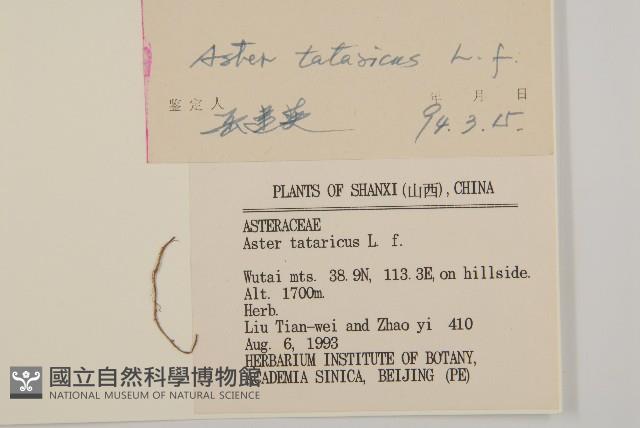 Aster tataricus L. f.
鉴定人 年 月 日
94.3.15.
PLANTS OF SHANXI(山西), CHINA
ASTERACEAE
Aster tataricus L. f.
Wutai mts. 38.9N, 113.3E, on hillside.
Alt. 1700m.
Herb.
Liu Tian-wei and Zhao yi 410
Aug. 6, 1993
HERBARIUM INSTITUTE OF BOTANY,
ACADEMIA SINICA, BEIJING (PE)
國立自然科學博物館
NATIONAL MUSEUM OF NATURAL SCIENCE